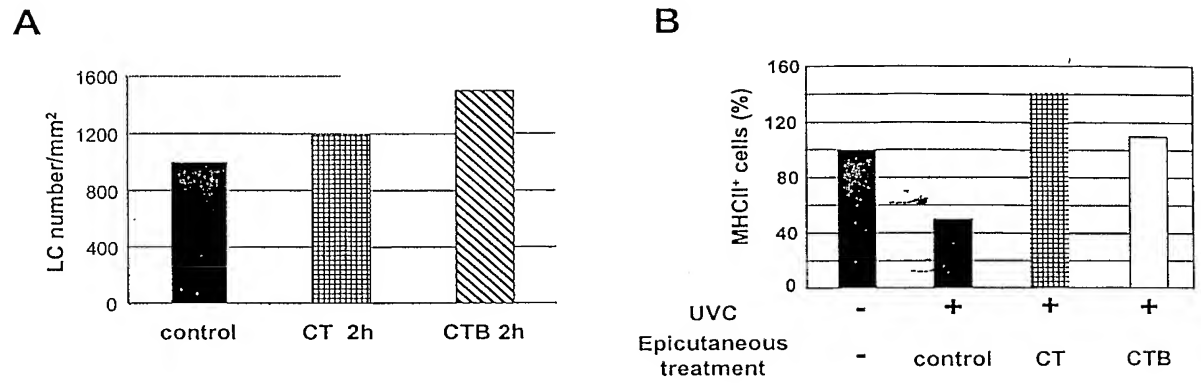 A
LC number/mm²
1600
1200
800
400
0
control CT 2h CTB 2h
B
MHCII⁺ cells (%)
160
120
80
40
0
UVC - + + +
Epicutaneous
treatment - control CT CTB